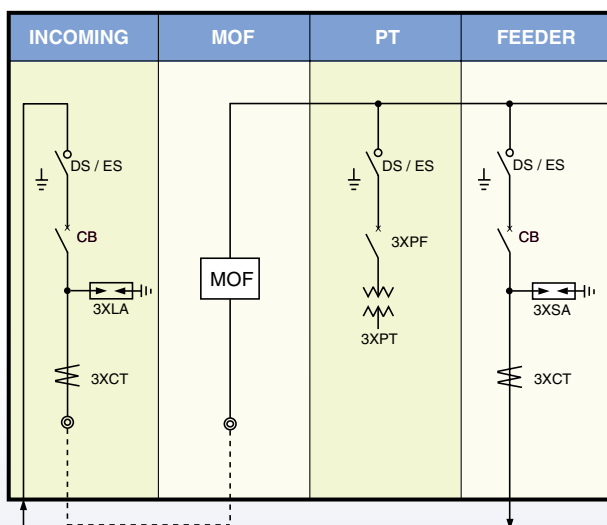 INCOMING
MOF
PT
FEEDER
DS / ES
CB
3XLA
3XCT
MOF
DS / ES
3XPF
3XPT
DS / ES
CB
3XSA
3XCT